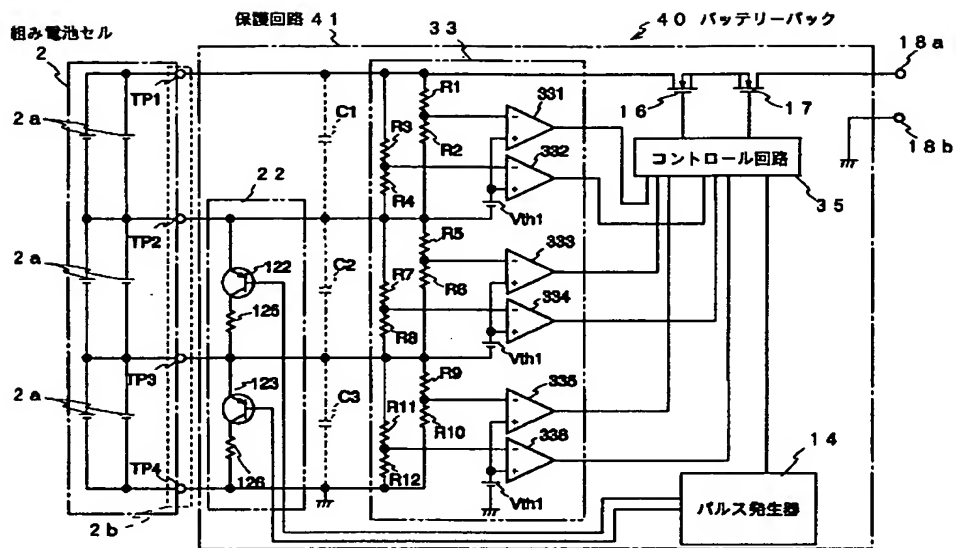 保護回路 41
40 バッテリーパック
組み電池セル
33
2
18a
TP1
R1
331
16
17
2a
C1
R3
R2
332
18b
コントロール回路
R4
22
35
Vth1
TP2
R5
333
122
C2
R7
R6
2a
334
125
R8
Vth1
TP3
R9
335
123
C3
2a
R11
R10
338
14
TP4
126
R12
Vth1
パルス発生器
2b